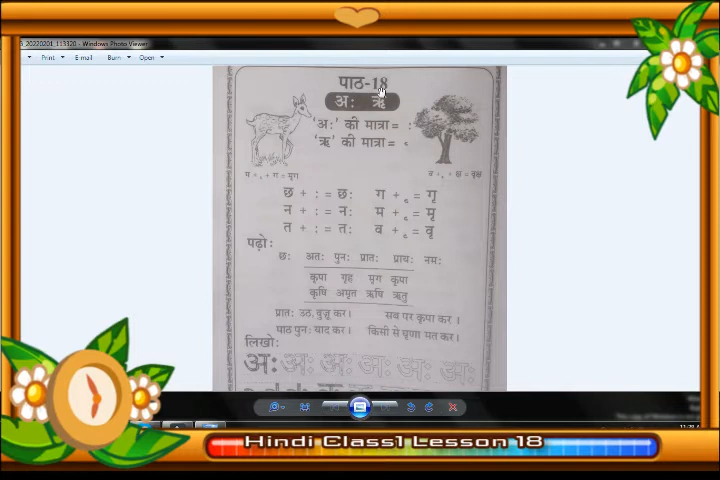 3_20220201_113320 - Windows Photo Viewer
Print E-mail Burn Open
पाठ-18
अः ऋ
'अः' की मात्रा = :
'ऋ' की मात्रा = ृ
म + ृ + ग = मृग
व + ृ + क्ष = वृक्ष
छ + : = छः ग + ृ = गृ
न + : = नः म + ृ = मृ
त + : = तः व + ृ = वृ
पढ़ोः
छः अतः पुनः प्रातः प्रायः नमः
कृपा गृह मृग कृपा
कृषि अमृत ऋषि ऋतु
प्रातः उठ, वुज़ू कर। सब पर कृपा कर।
पाठ पुनः याद कर। किसी से घृणा मत कर।
लिखोः
अः अः अः अः अः अः
Hindi Class1 Lesson 18